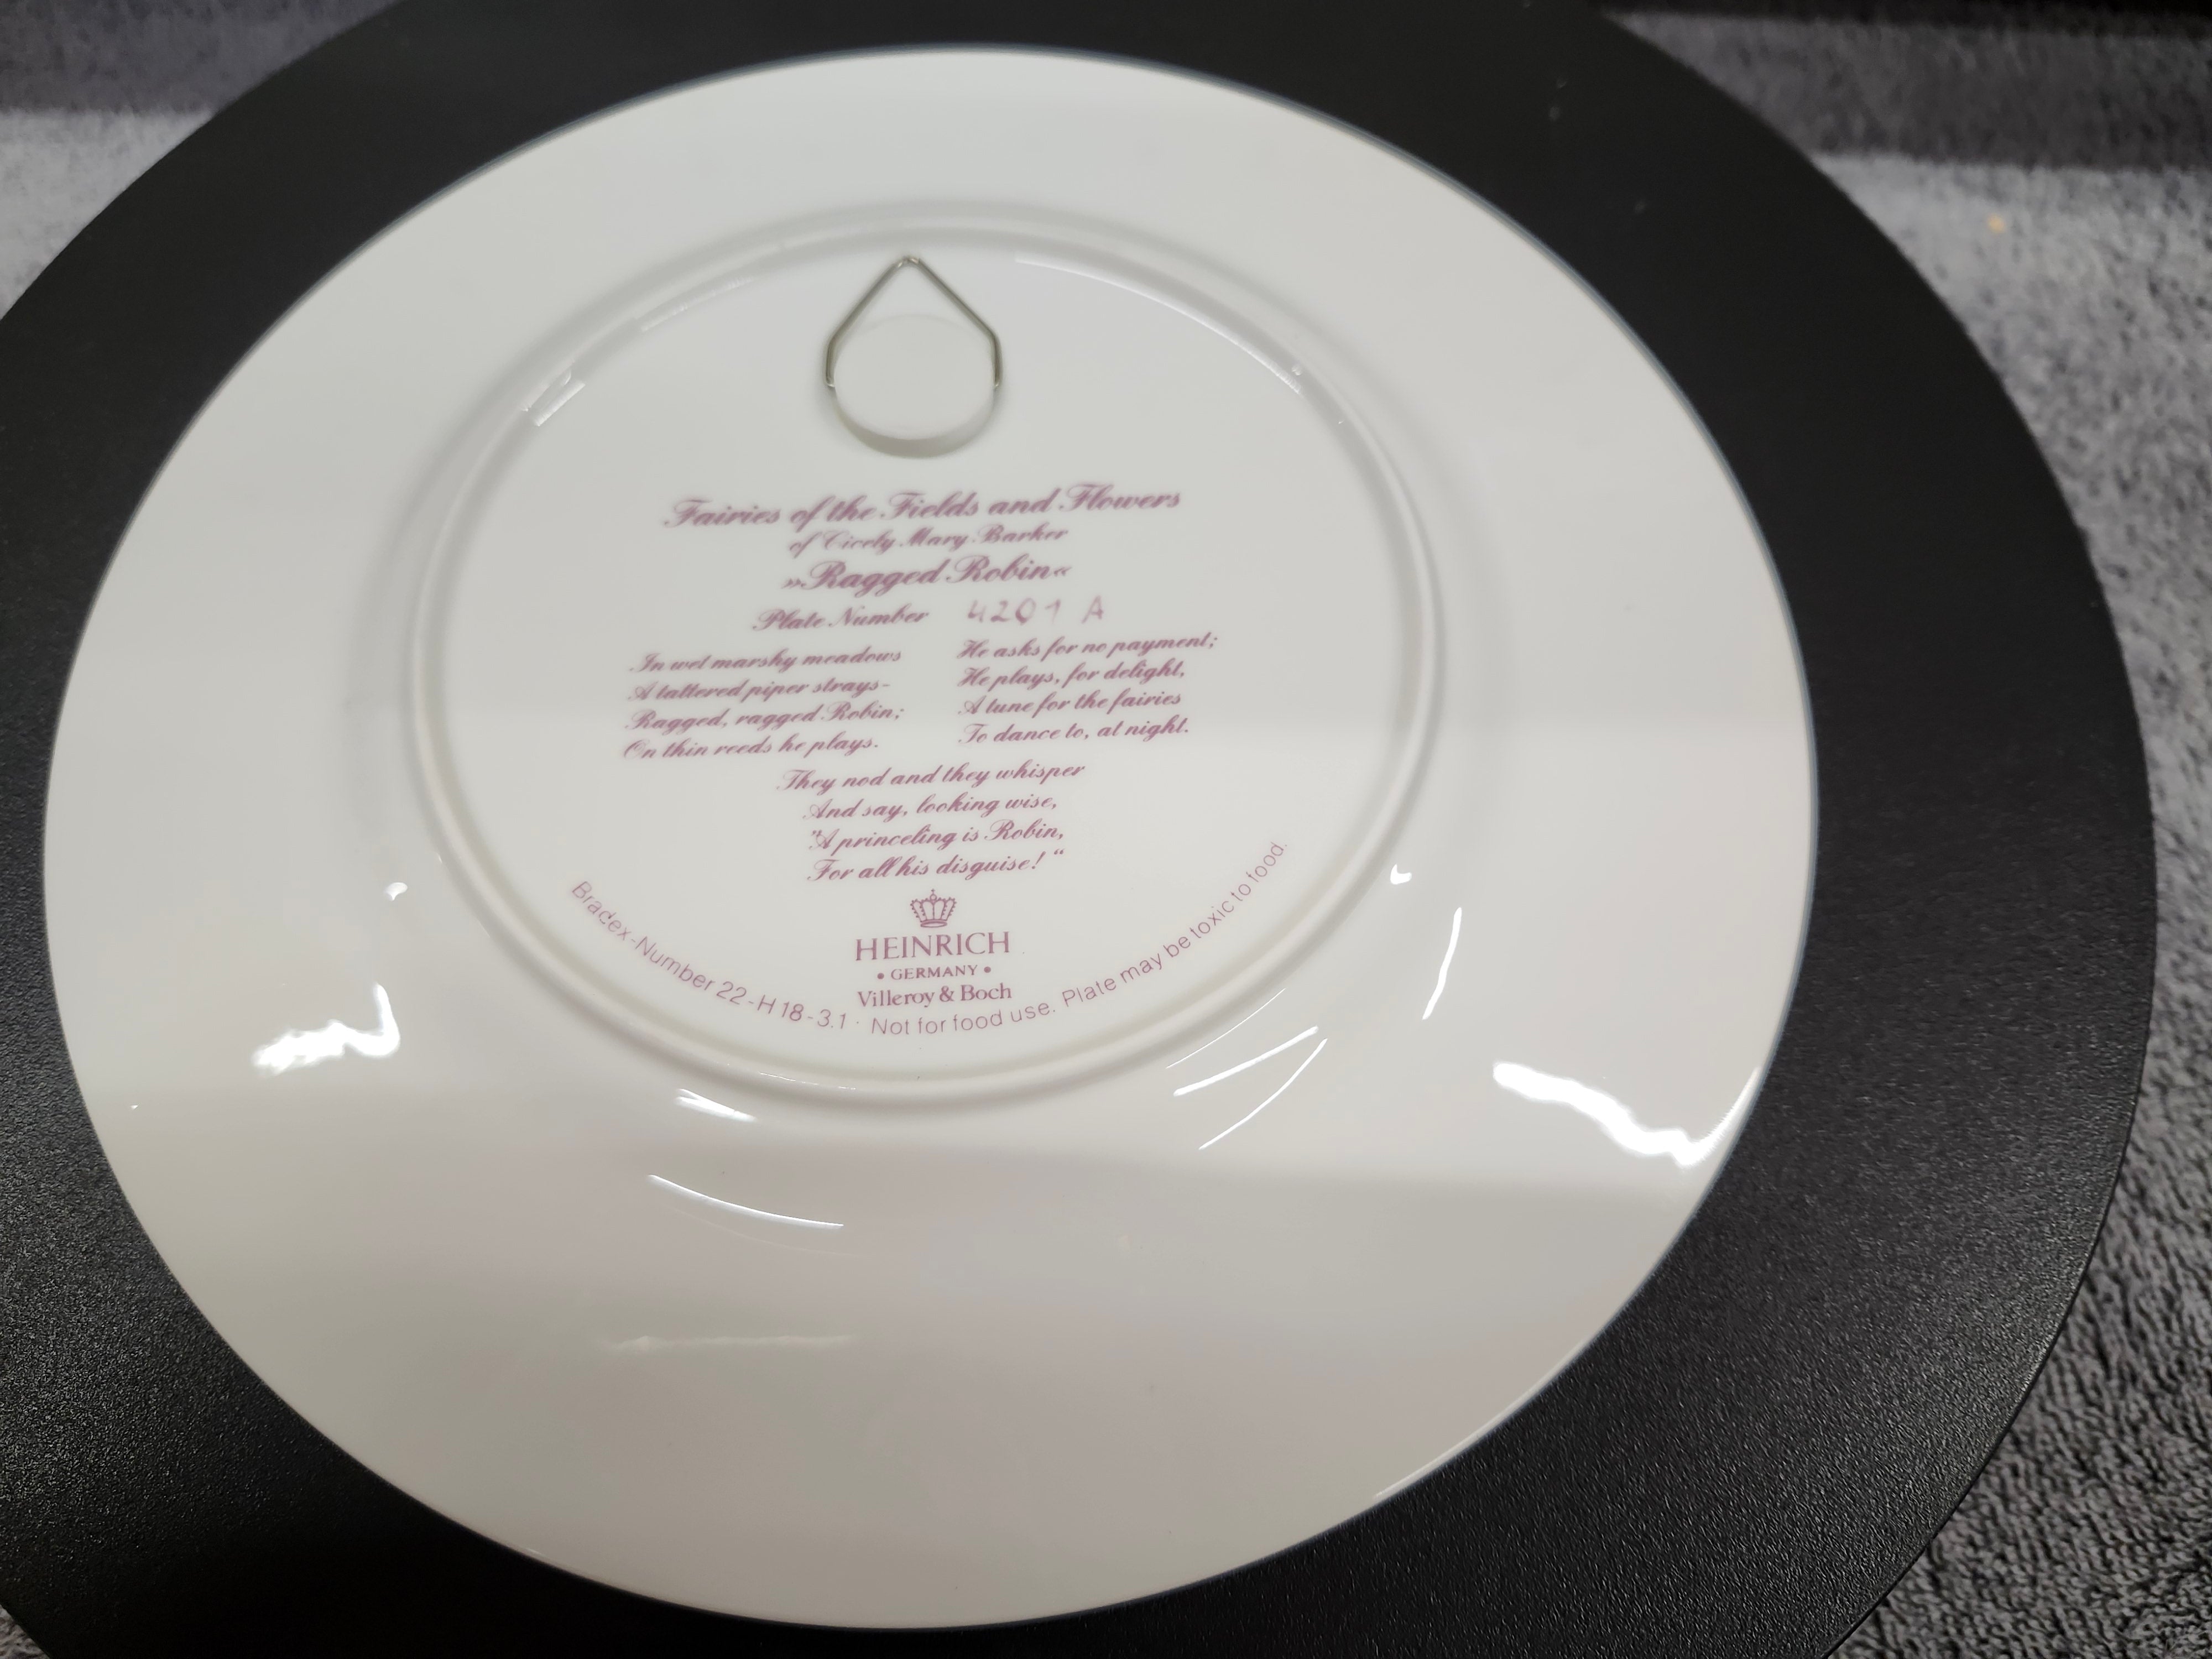 Fairies of the Fields and Flowers
of Cicely Mary Barker
»Ragged Robin«
Plate Number 4201 A
In wet marshy meadows
A tattered piper strays-
Ragged, ragged Robin;
On thin reeds he plays.
He asks for no payment;
He plays, for delight,
A tune for the fairies
To dance to, at night.
They nod and they whisper
And say, looking wise,
"A princeling is Robin,
For all his disguise! “
HEINRICH
• GERMANY •
Villeroy & Boch
Bradex-Number 22-H18-3.1 · Not for food use. Plate may be toxic to food.